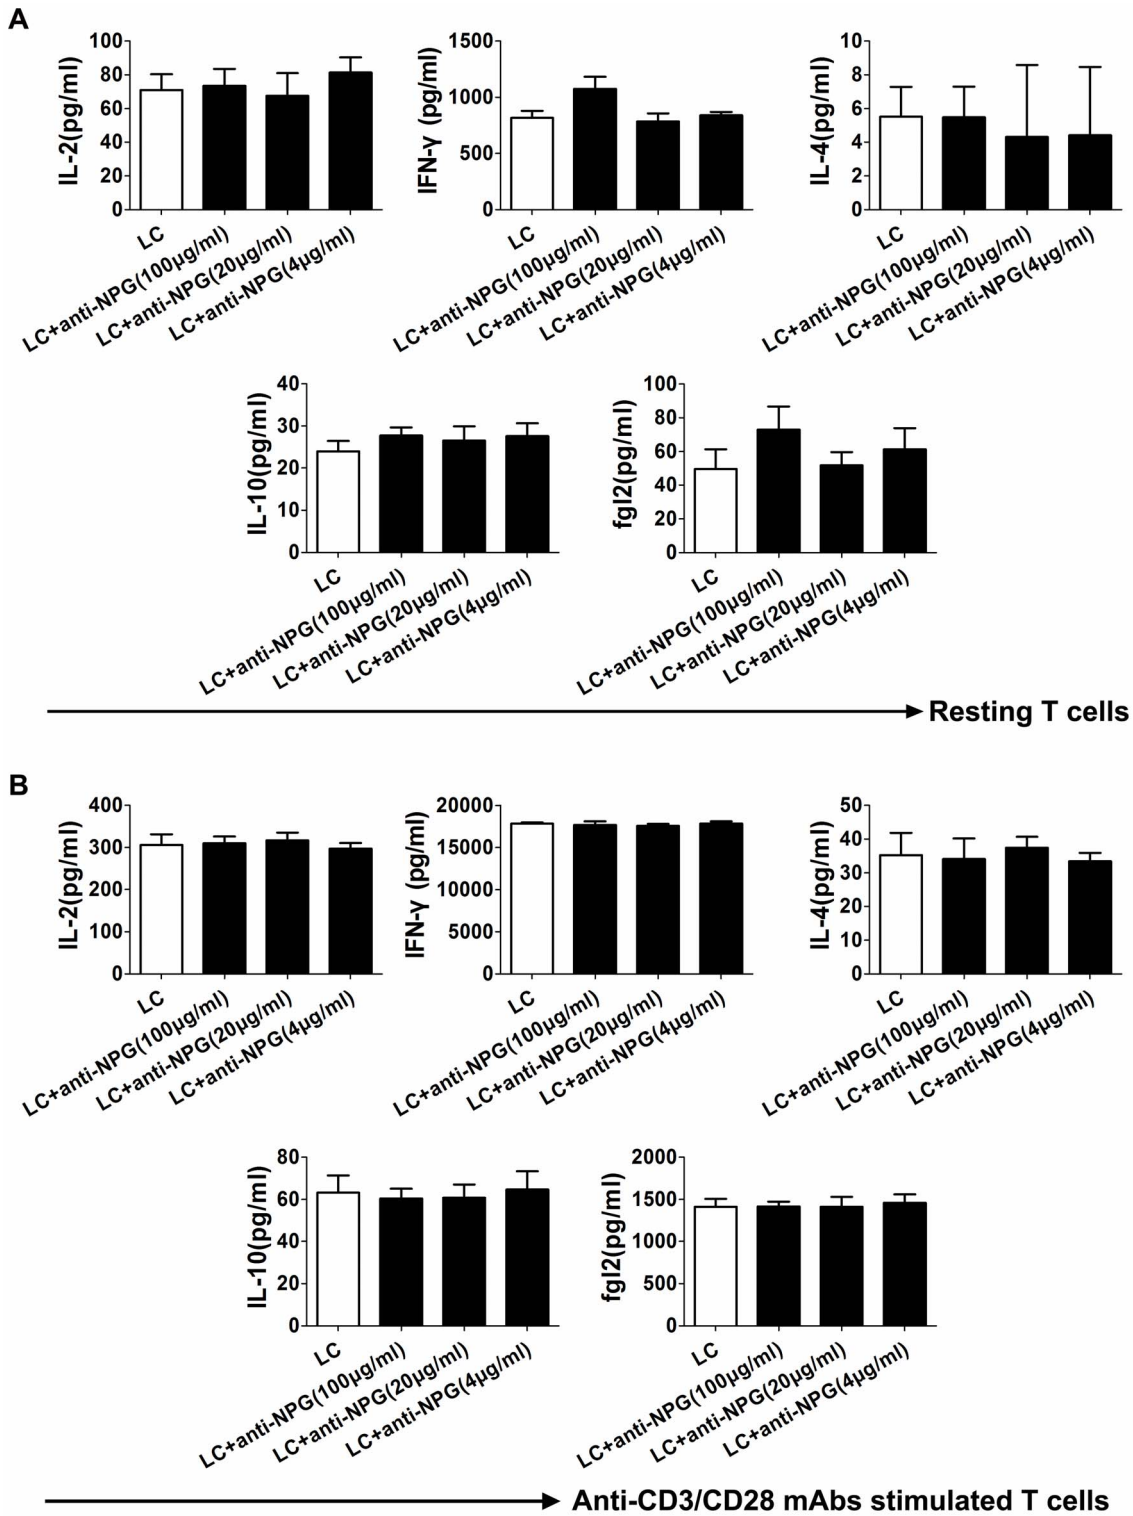 A
IL-2(pg/ml)
100
80
60
40
20
0
LC
LC+anti-NPG(100μg/ml)
LC+anti-NPG(20μg/ml)
LC+anti-NPG(4μg/ml)
IFN-γ (pg/ml)
1500
1000
500
0
LC
LC+anti-NPG(100μg/ml)
LC+anti-NPG(20μg/ml)
LC+anti-NPG(4μg/ml)
IL-4(pg/ml)
10
8
6
4
2
0
LC
LC+anti-NPG(100μg/ml)
LC+anti-NPG(20μg/ml)
LC+anti-NPG(4μg/ml)
IL-10(pg/ml)
40
30
20
10
0
LC
LC+anti-NPG(100μg/ml)
LC+anti-NPG(20μg/ml)
LC+anti-NPG(4μg/ml)
fgl2(pg/ml)
100
80
60
40
20
0
LC
LC+anti-NPG(100μg/ml)
LC+anti-NPG(20μg/ml)
LC+anti-NPG(4μg/ml)
Resting T cells
B
IL-2(pg/ml)
400
300
200
100
0
LC
LC+anti-NPG(100μg/ml)
LC+anti-NPG(20μg/ml)
LC+anti-NPG(4μg/ml)
IFN-γ (pg/ml)
20000
15000
10000
5000
0
LC
LC+anti-NPG(100μg/ml)
LC+anti-NPG(20μg/ml)
LC+anti-NPG(4μg/ml)
IL-4(pg/ml)
50
40
30
20
10
0
LC
LC+anti-NPG(100μg/ml)
LC+anti-NPG(20μg/ml)
LC+anti-NPG(4μg/ml)
IL-10(pg/ml)
80
60
40
20
0
LC
LC+anti-NPG(100μg/ml)
LC+anti-NPG(20μg/ml)
LC+anti-NPG(4μg/ml)
fgl2(pg/ml)
2000
1500
1000
500
0
LC
LC+anti-NPG(100μg/ml)
LC+anti-NPG(20μg/ml)
LC+anti-NPG(4μg/ml)
Anti-CD3/CD28 mAbs stimulated T cells